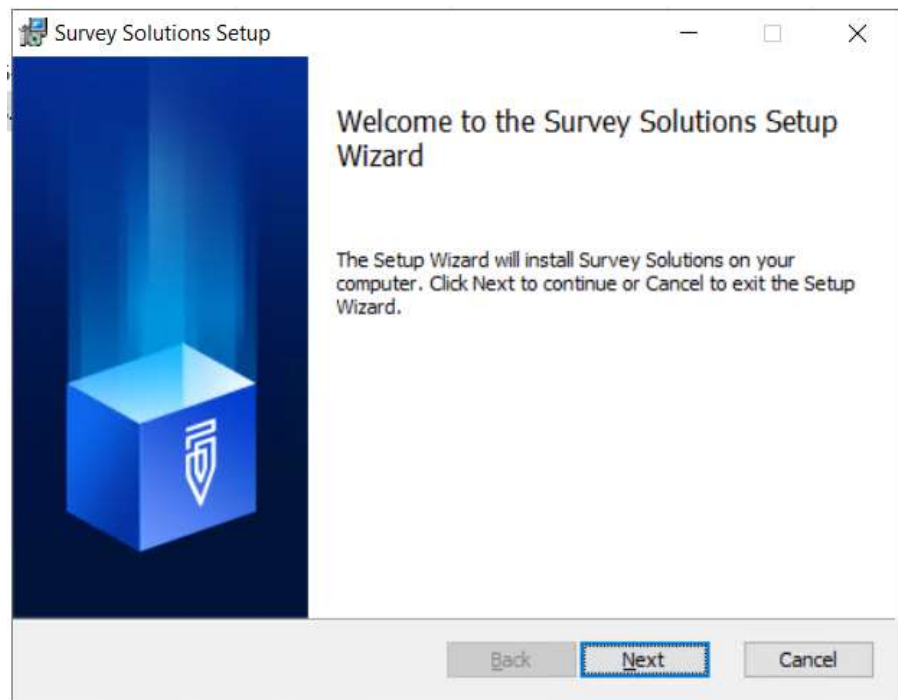 Survey Solutions Setup
Welcome to the Survey Solutions Setup
Wizard
The Setup Wizard will install Survey Solutions on your
computer. Click Next to continue or Cancel to exit the Setup
Wizard.
Back
Next
Cancel